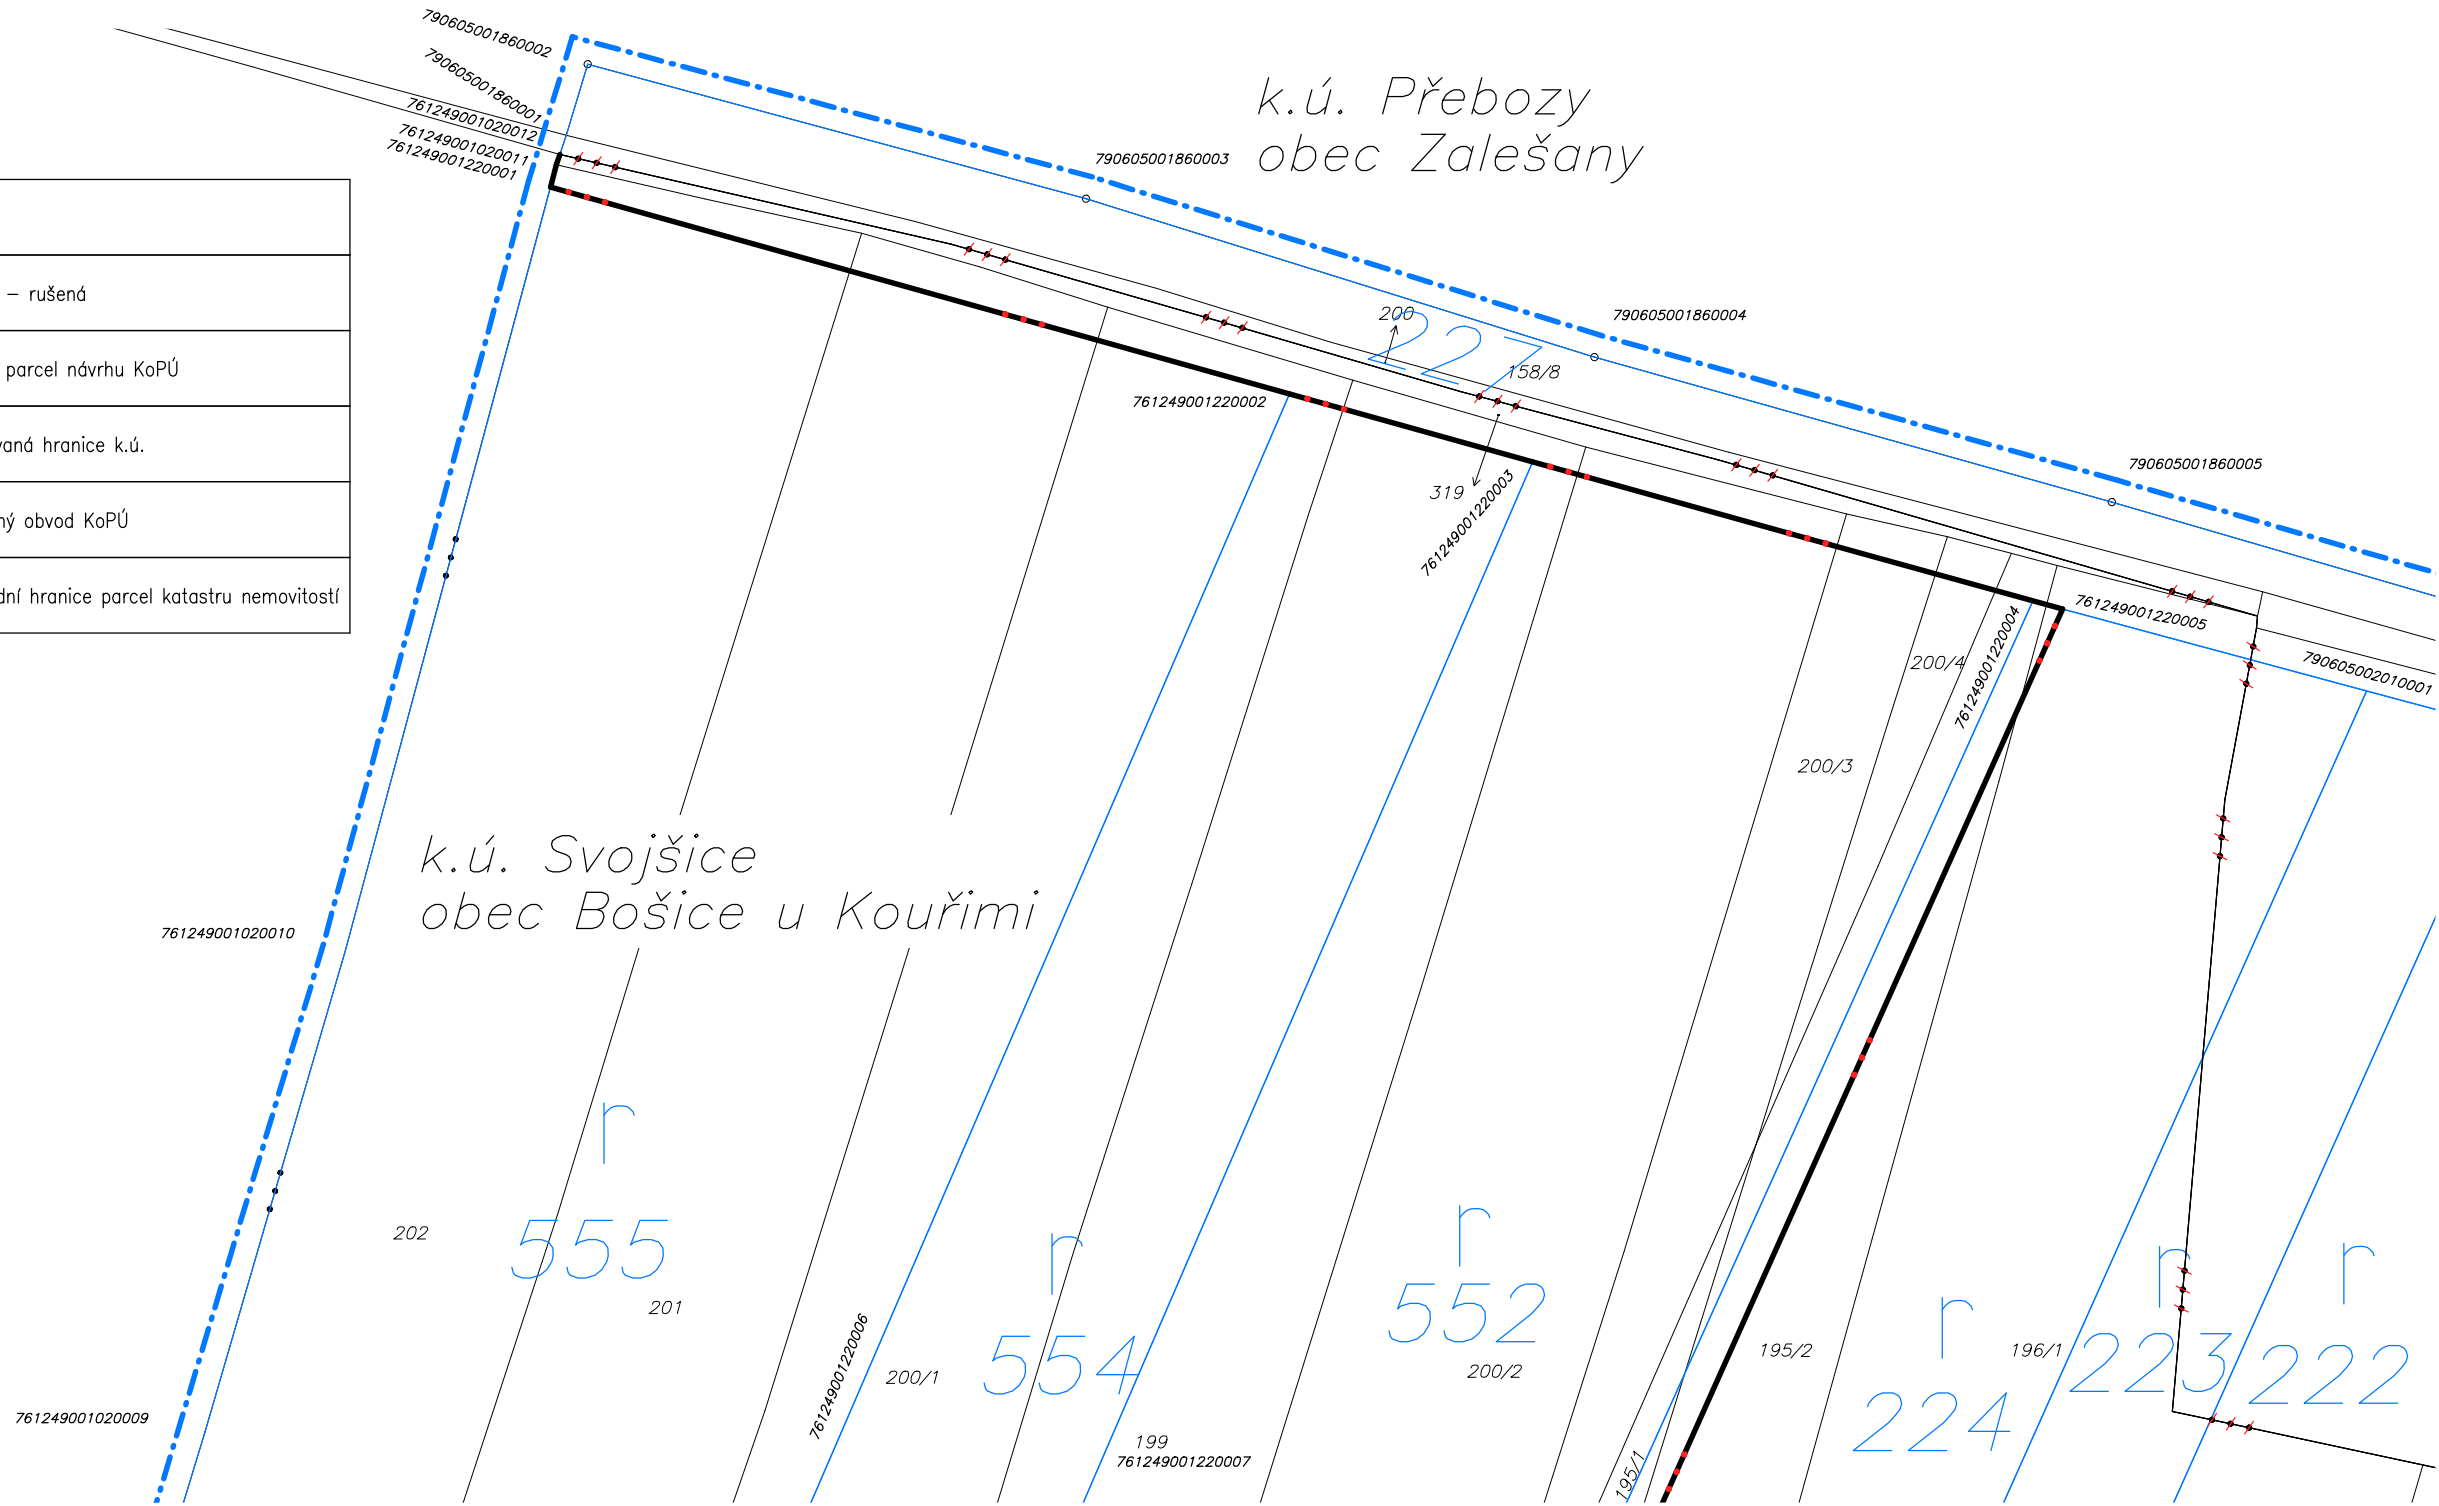 790605001860002
790605001860001
761249001020012
761249001020011
761249001220001
k.ú. Přebozy
obec Zalešany
790605001860003
– rušená
parcel návrhu KoPÚ
vaná hranice k.ú.
ný obvod KoPÚ
dní hranice parcel katastru nemovitostí
200
227
158/8
790605001860004
761249001220002
319
761249001220003
790605001860005
761249001220005
761249001220004
790605002010001
200/4
200/3
k.ú. Svojšice
obec Bošice u Kouřimi
761249001020010
r
555
202
201
r
554
r
552
200/1
200/2
761249001220006
199
761249001220007
195/1
195/2
r
224
196/1
r
223
r
222
761249001020009